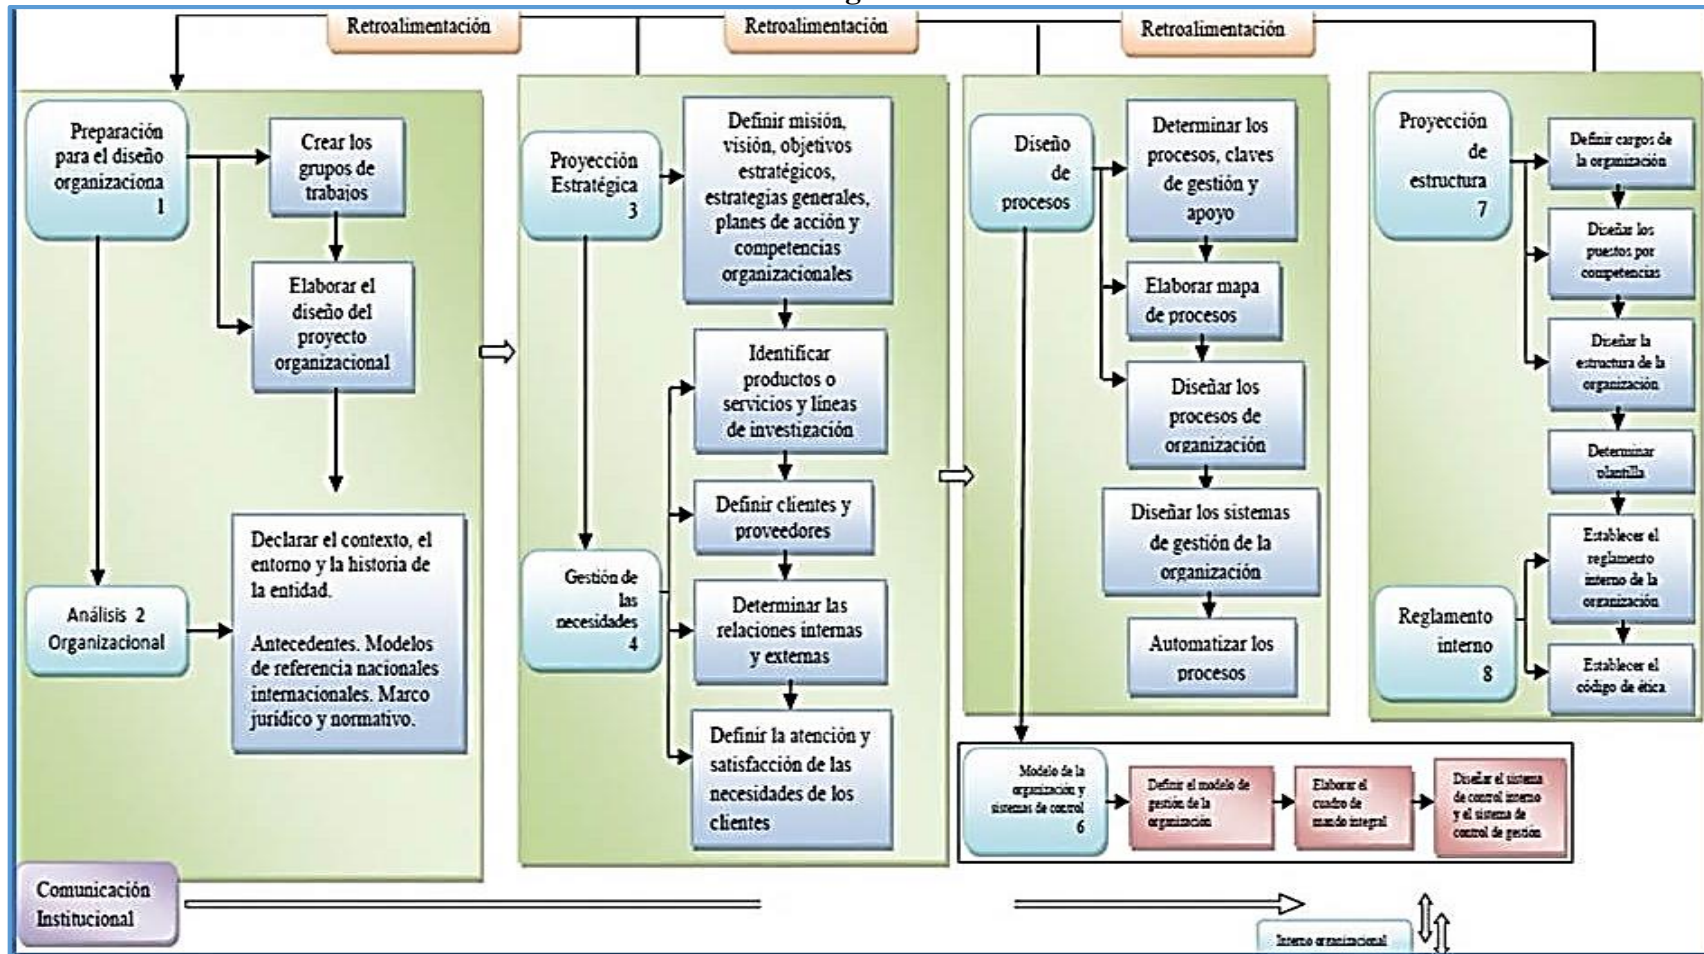 Retroalimentación
Retroalimentación
Retroalimentación
Preparación
para el diseño
organizaciona
1
Crear los
grupos de
trabajos
Elaborar el
diseño del
proyecto
organizacional
Análisis 2
Organizacional
Declarar el contexto, el
entorno y la historia de
la entidad.
Antecedentes. Modelos
de referencia nacionales
internacionales. Marco
jurídico y normativo.
Proyección
Estratégica
3
Definir misión,
visión, objetivos
estratégicos,
estrategias generales,
planes de acción y
competencias
organizacionales
Identificar
productos o
servicios y líneas
de investigación
Definir clientes y
proveedores
Gestión de
las
necesidades
4
Determinar las
relaciones internas
y externas
Definir la atención y
satisfacción de las
necesidades de los
clientes
Diseño
de
procesos
Determinar los
procesos, claves
de gestión y
apoyo
Elaborar mapa
de procesos
Diseñar los
procesos de
organización
Diseñar los sistemas
de gestión de la
organización
Automatizar los
procesos
Modelo de la
organización y
sistemas de control
6
Definir el modelo de
gestión de la
organización
Elaborar el
cuadro de
mando integral
Diseñar el sistema
de control interno
y el sistema de
control de gestión
Proyección
de
estructura
7
Definir cargos de
la organización
Diseñar los
puestos por
competencias
Diseñar la
estructura de la
organización
Determinar
plantilla
Establecer el
reglamento
interno de la
organización
Reglamento
interno
8
Establecer el
código de ética
Comunicación
Institucional
Interno organizacional